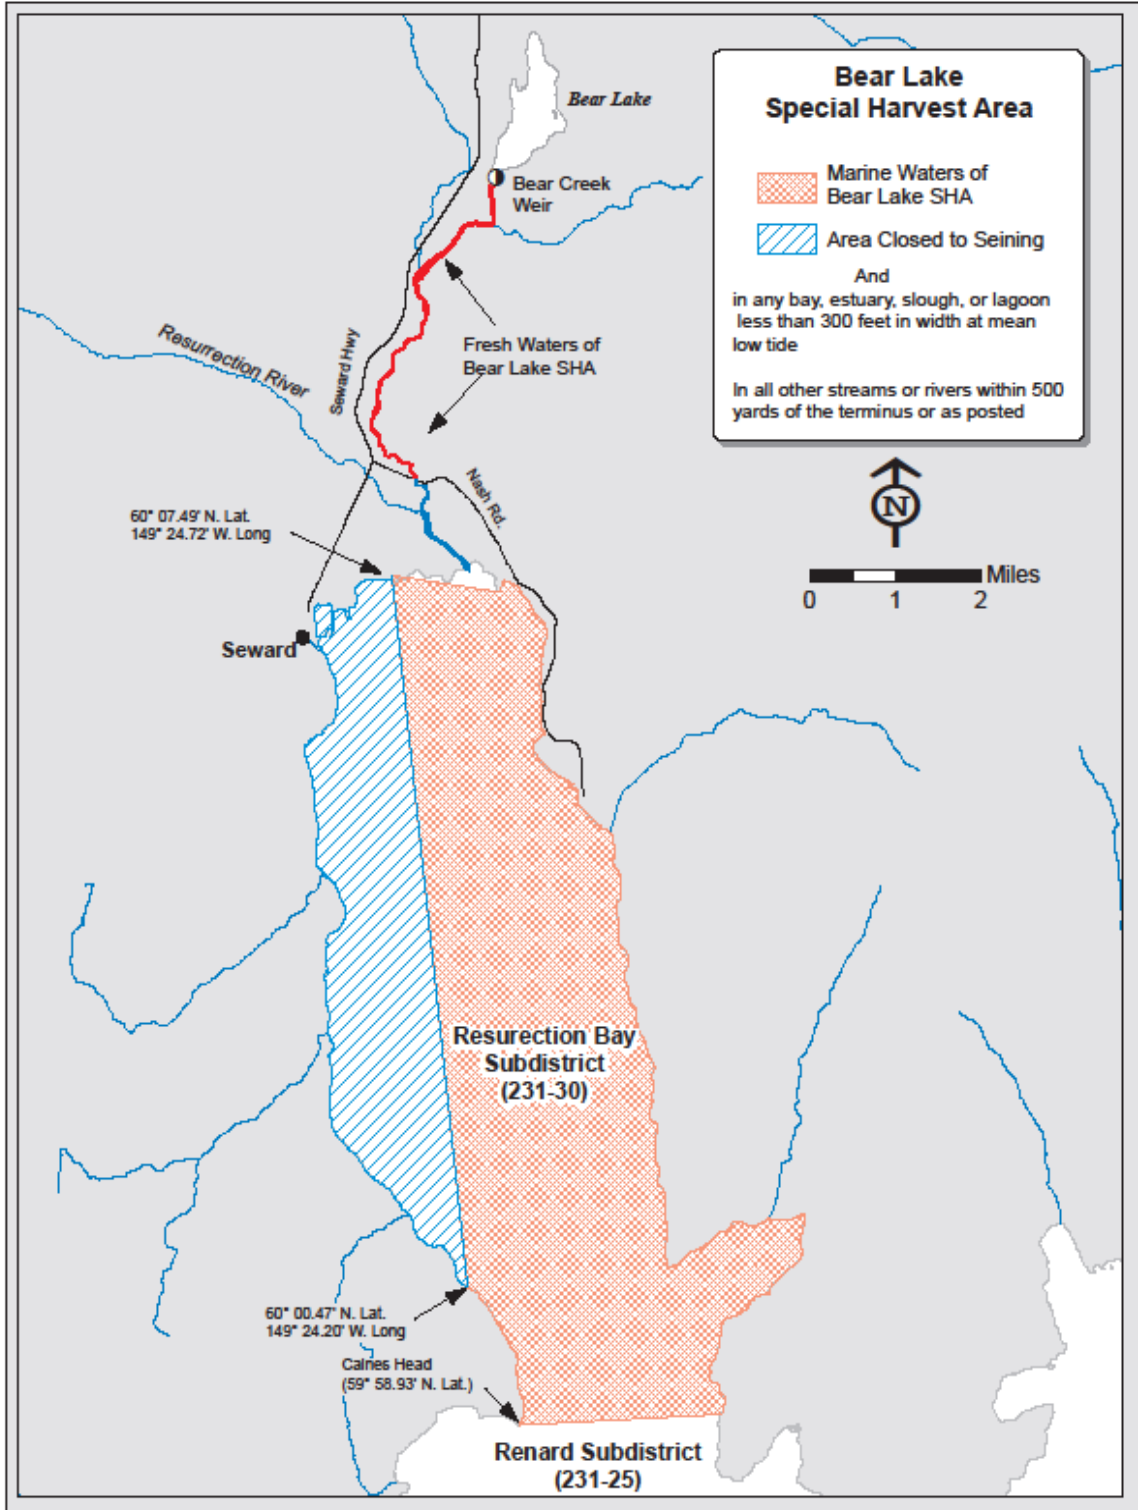 Bear Lake
Special Harvest Area
Marine Waters of
Bear Lake SHA
Area Closed to Seining
And
in any bay, estuary, slough, or lagoon
less than 300 feet in width at mean
low tide
In all other streams or rivers within 500
yards of the terminus or as posted
Bear Lake
Bear Creek
Weir
Resurrection River
Seward Hwy
Fresh Waters of
Bear Lake SHA
Nash Rd.
N
60° 07.49' N. Lat.
149° 24.72' W. Long
Miles
0 1 2
Seward
Resurection Bay
Subdistrict
(231-30)
60° 00.47' N. Lat.
149° 24.20' W. Long
Caines Head
(59° 58.93' N. Lat.)
Renard Subdistrict
(231-25)